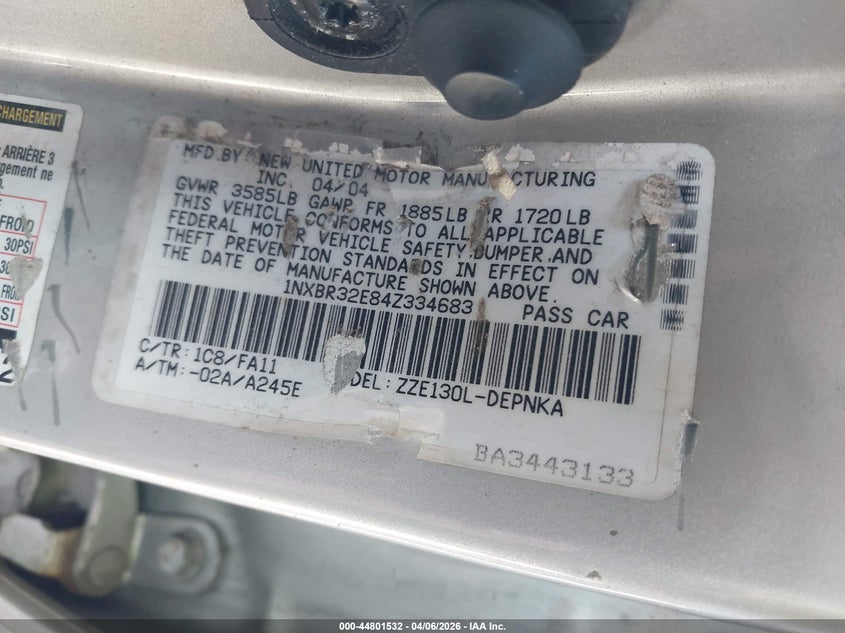 CHARGEMENT
ARRIÈRE 3
gement ne
FROID
30PSI
MFD.BY NEW UNITED MOTOR MANUFACTURING
INC. 04/04
GVWR 3585LB GAWR FR 1885LB RR 1720LB
THIS VEHICLE CONFORMS TO ALL APPLICABLE
FEDERAL MOTOR VEHICLE SAFETY,BUMPER,AND
THEFT PREVENTION STANDARDS IN EFFECT ON
THE DATE OF MANUFACTURE SHOWN ABOVE.
1NXBR32E84Z334683 PASS CAR
C/TR:1C8/FA11
A/TM:-02A/A245E DEL:ZZE130L-DEPNKA
BA3443133
000-44801532 - 04/06/2026 - IAA Inc.